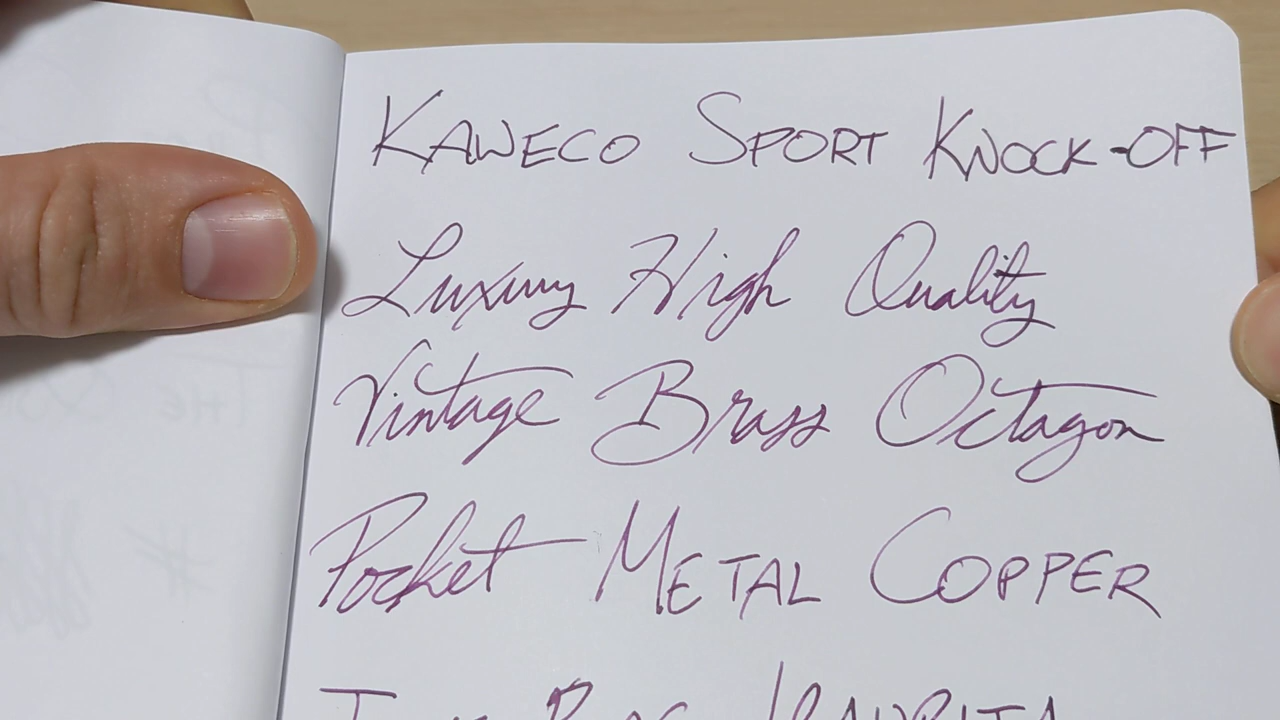 KAWECO SPORT KNOCK-OFF
Luxury High Quality
Vintage Brass Octagon
Pocket METAL COPPER